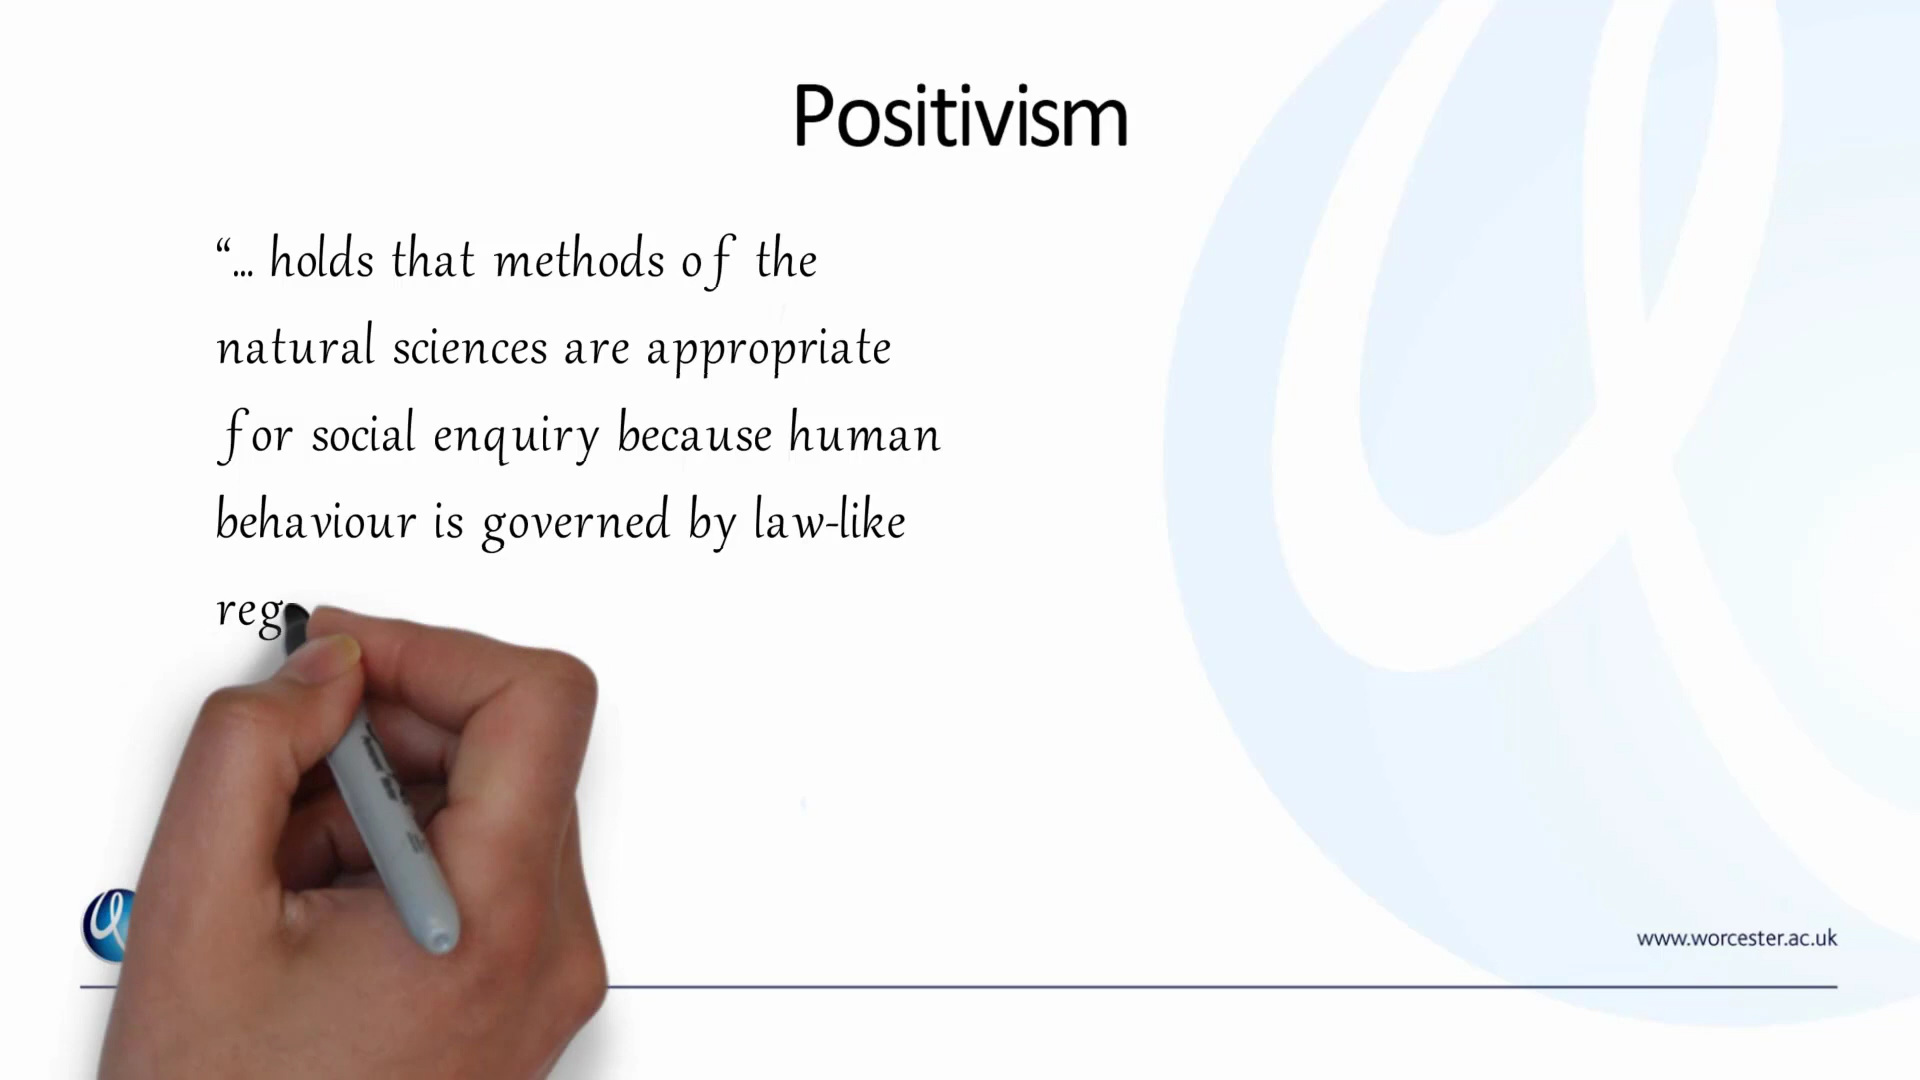 Positivism
“... holds that methods of the
natural sciences are appropriate
for social enquiry because human
behaviour is governed by law-like
reg
www.worcester.ac.uk